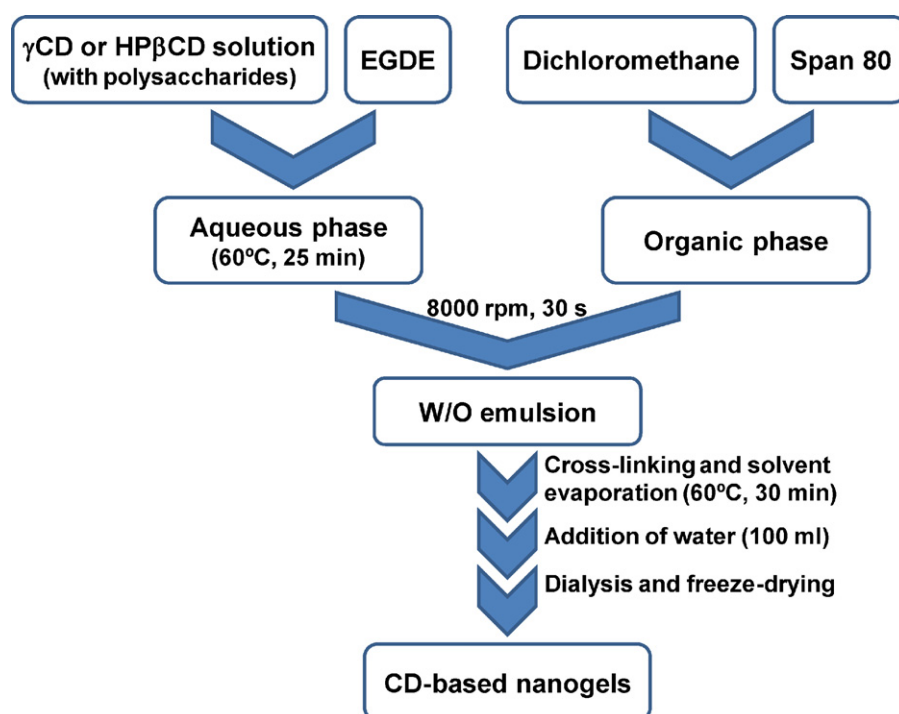 γCD or HPβCD solution
(with polysaccharides)
EGDE
Dichloromethane
Span 80
Aqueous phase
(60ºC, 25 min)
Organic phase
8000 rpm, 30 s
W/O emulsion
Cross-linking and solvent
evaporation (60ºC, 30 min)
Addition of water (100 ml)
Dialysis and freeze-drying
CD-based nanogels